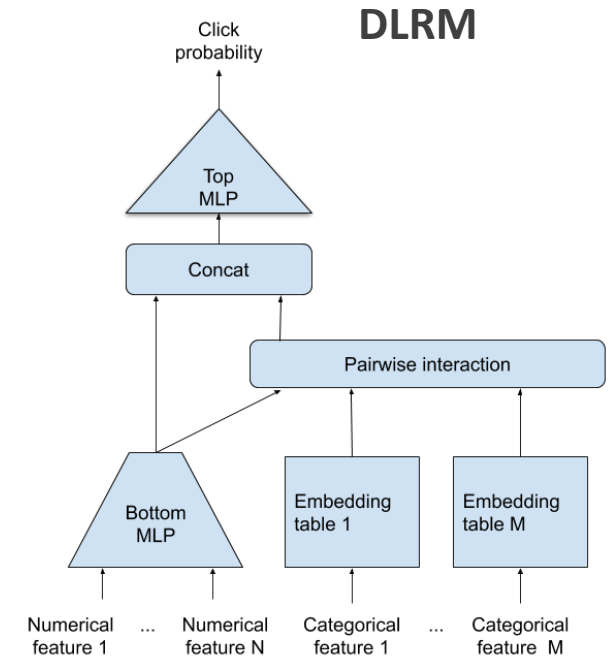 DLRM
Click
probability
Top
MLP
Concat
Pairwise interaction
Bottom
MLP
Embedding
table 1
Embedding
table M
Numerical
feature 1
...
Numerical
feature N
Categorical
feature 1
...
Categorical
feature M